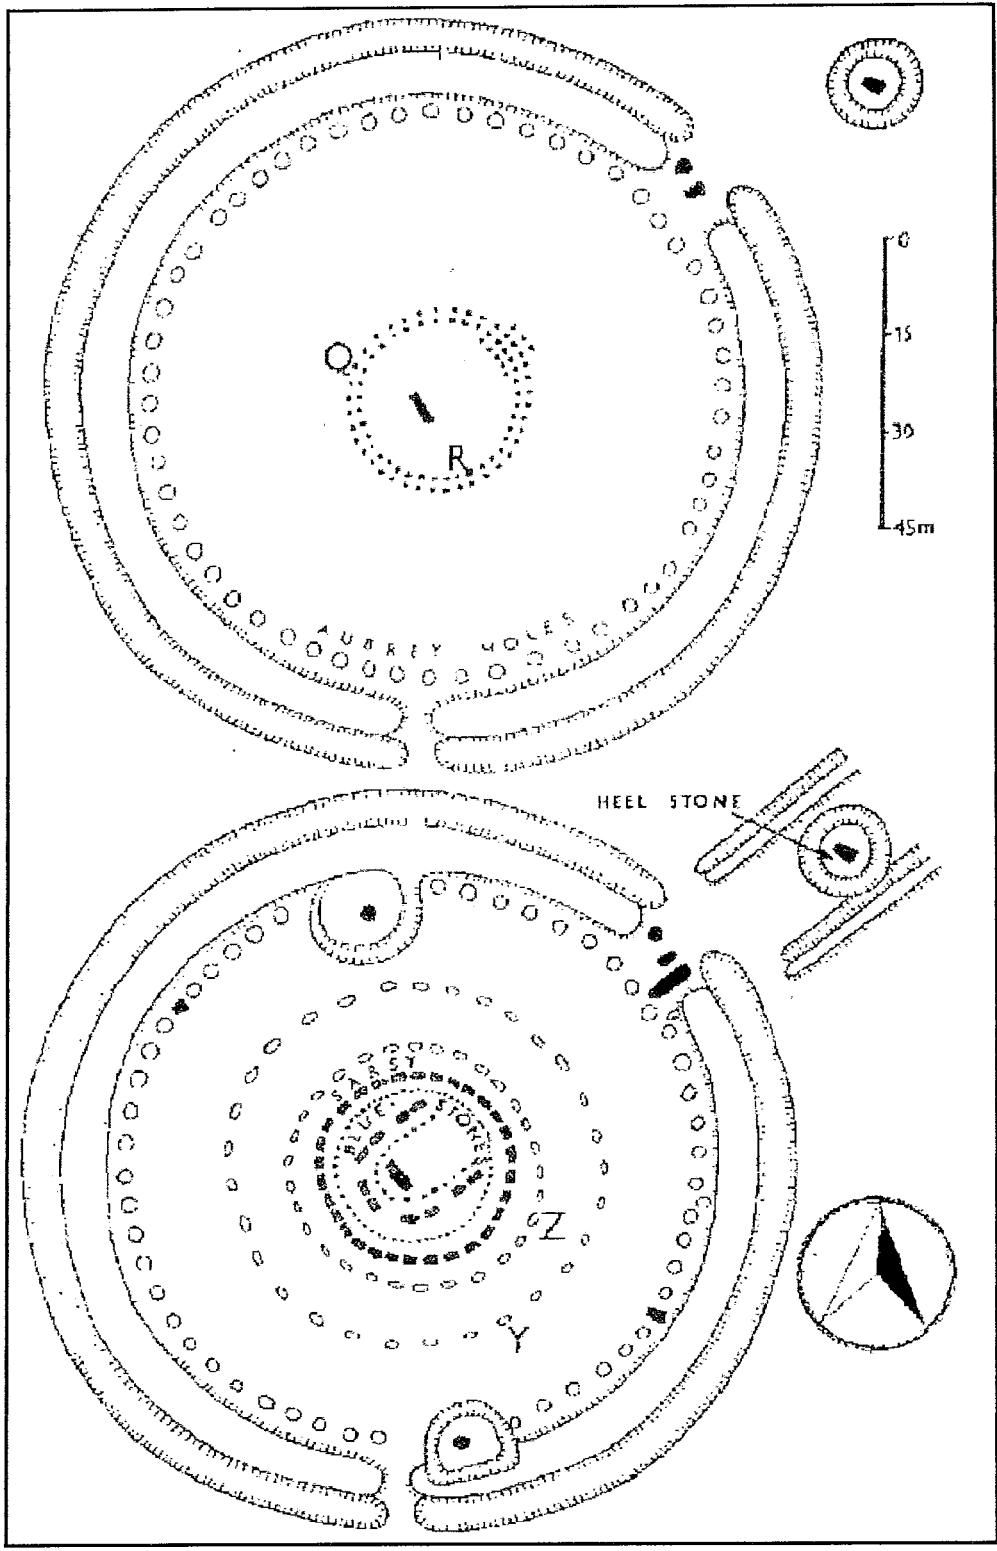 0
15
Q
30
R
45m
AUBREY HOLES
HEEL STONE
SARSEN
BLUE STONES
Z
Y